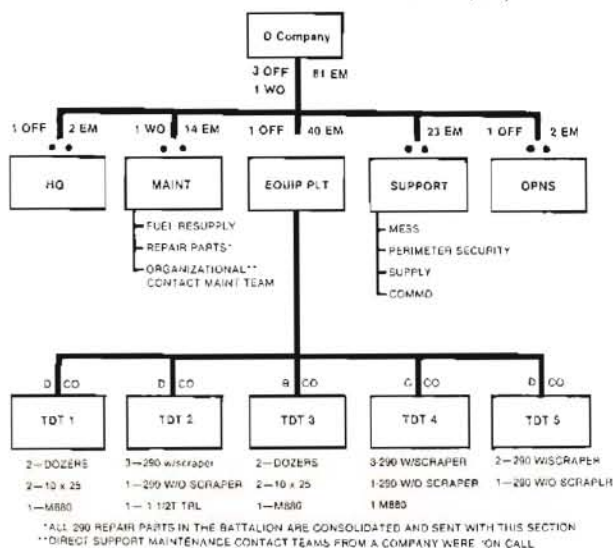 D Company
3 OFF 81 EM
1 WO
1 OFF 2 EM 1 WO 14 EM 1 OFF 40 EM 23 EM 1 OFF 2 EM
HQ MAINT EQUIP PLT SUPPORT OPNS
FUEL RESUPPLY
REPAIR PARTS*
ORGANIZATIONAL**
CONTACT MAINT TEAM
MESS
PERIMETER SECURITY
SUPPLY
COMMO
D CO D CO B CO C CO D CO
TDT 1 TDT 2 TDT 3 TDT 4 TDT 5
2—DOZERS 3—290 w/scraper 2—DOZERS 3-290 W/SCRAPER 2—290 W/SCRAPER
2—10 x 25 1—290 W/O SCRAPER 2—10 x 25 1-290 W/O SCRAPER 1—290 W/O SCRAPER
1—M880 1—1 1/2T TRL 1—M880 1 M880
*ALL 290 REPAIR PARTS IN THE BATTALION ARE CONSOLIDATED AND SENT WITH THIS SECTION
**DIRECT SUPPORT MAINTENANCE CONTACT TEAMS FROM A COMPANY WERE "ON CALL